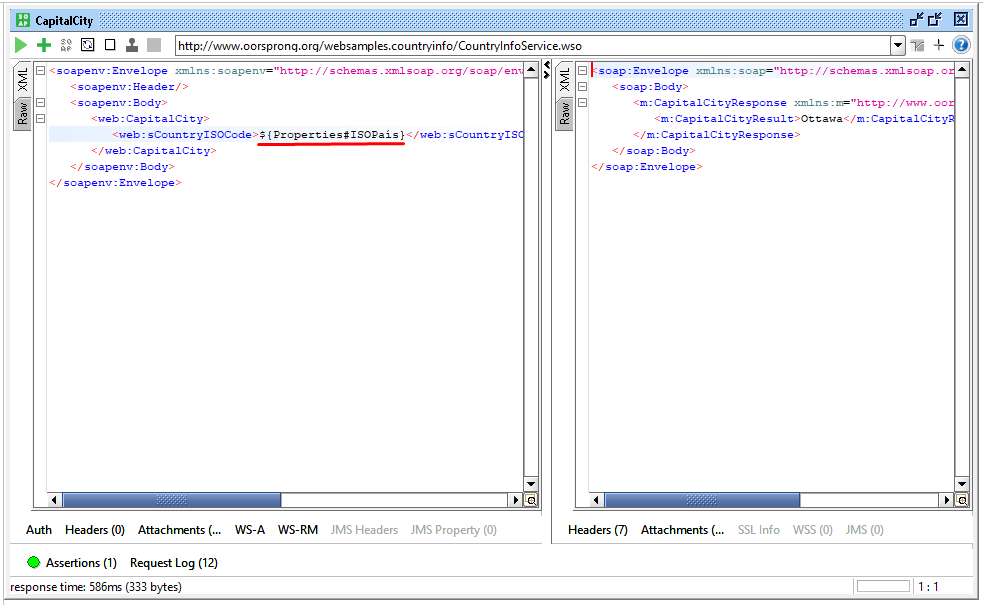 SO AP CapitalCity
http://www.oorsprong.org/websamples.countryinfo/CountryInfoService.wso
XML
Raw
<soapenv:Envelope xmlns:soapenv="http://schemas.xmlsoap.org/soap/env
<soapenv:Header/>
<soapenv:Body>
<web:CapitalCity>
<web:sCountryISOCode>${Properties#ISOPaís}</web:sCountryISO
</web:CapitalCity>
</soapenv:Body>
</soapenv:Envelope>
XML
Raw
<soap:Envelope xmlns:soap="http://schemas.xmlsoap.or
<soap:Body>
<m:CapitalCityResponse xmlns:m="http://www.oor
<m:CapitalCityResult>Ottawa</m:CapitalCityR
</m:CapitalCityResponse>
</soap:Body>
</soap:Envelope>
Auth Headers (0) Attachments (... WS-A WS-RM JMS Headers JMS Property (0)
Headers (7) Attachments (... SSL Info WSS (0) JMS (0)
Assertions (1) Request Log (12)
response time: 586ms (333 bytes) 1 : 1